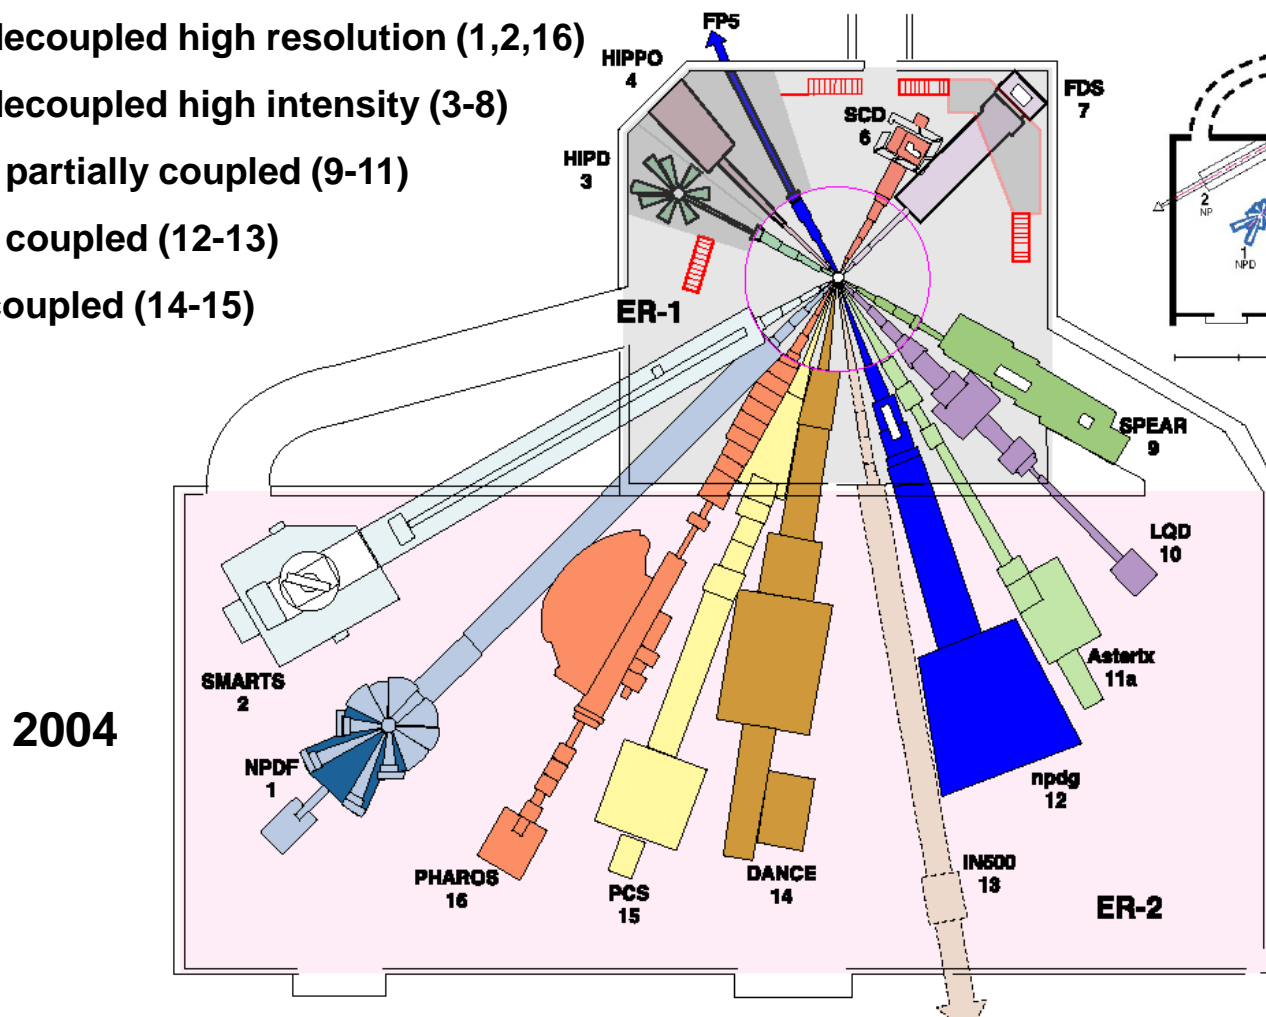 decoupled high resolution (1,2,16)
decoupled high intensity (3-8)
partially coupled (9-11)
coupled (12-13)
coupled (14-15)
FP5
HIPPO
4
HIPD
3
SCD
6
FDS
7
2
NP
1
NPD
ER-1
SPEAR
9
LQD
10
Asterix
11a
npdg
12
IN500
13
ER-2
DANCE
14
PCS
15
PHAROS
16
NPDF
1
SMARTS
2
2004